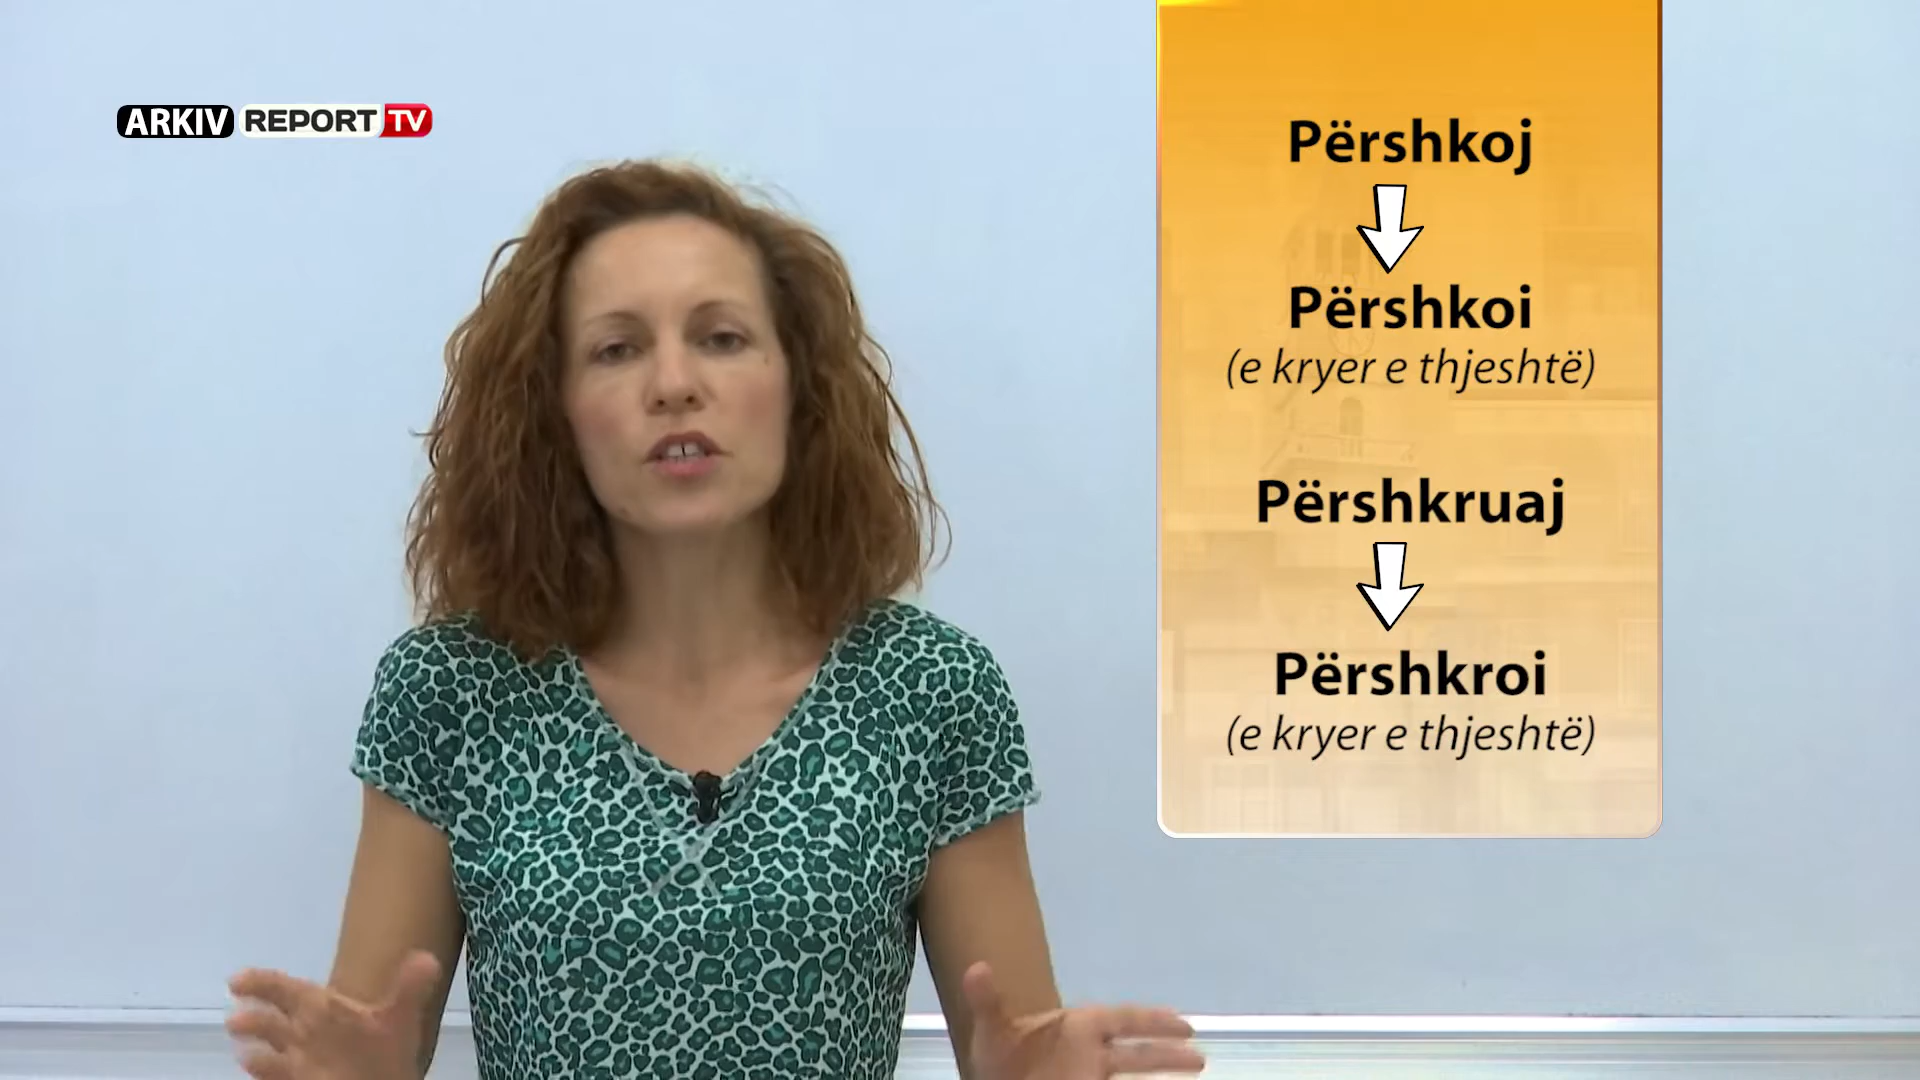 ARKIV REPORT TV
Përshkoj
Përshkoi
(e kryer e thjeshtë)
Përshkruaj
Përshkroi
(e kryer e thjeshtë)